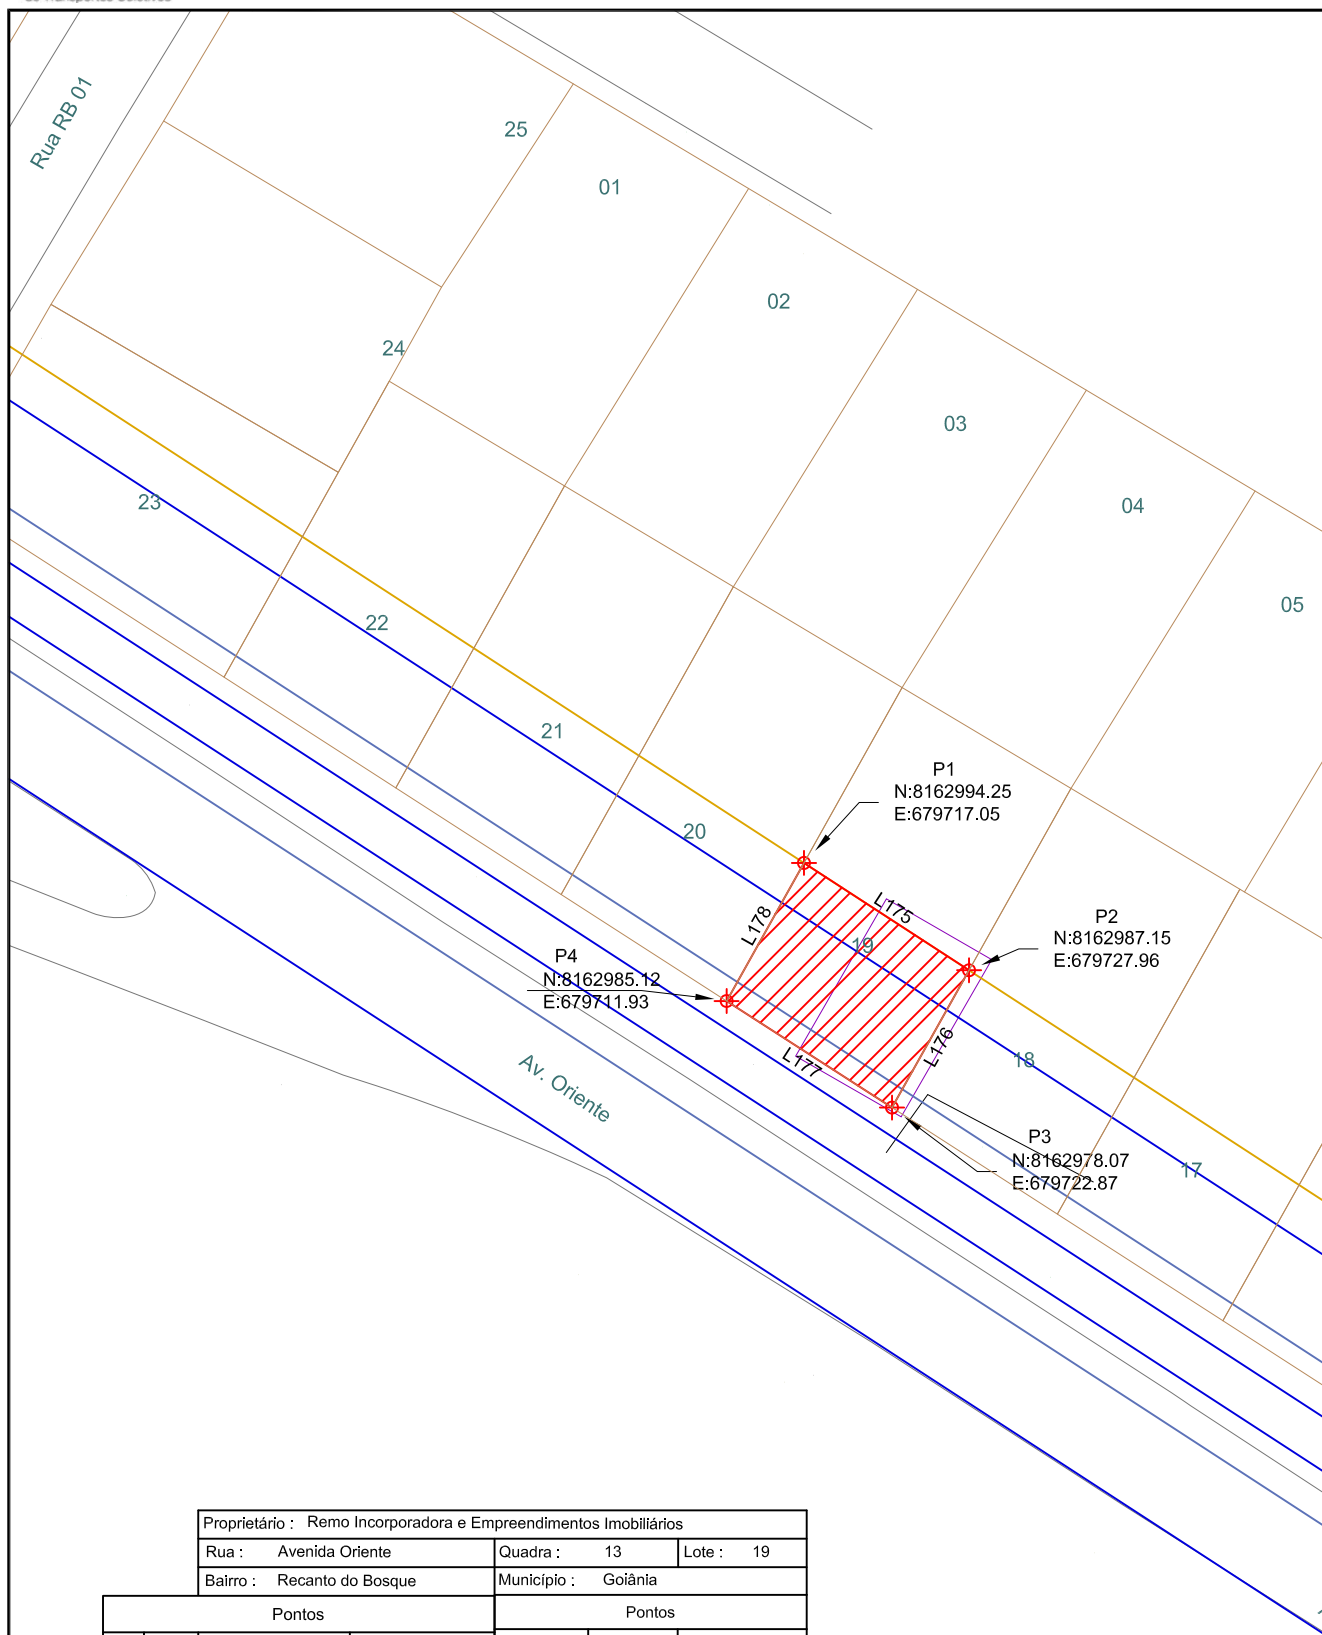 Rua RB 01
25
01
02
24
03
23
04
05
22
21
P1
N:8162994.25
E:679717.05
20
L175
L178
19
P2
N:8162987.15
E:679727.96
P4
N:8162985.12
E:679711.93
L176
L177
18
Av. Oriente
P3
N:8162978.07
E:679722.87
17
Proprietário : Remo Incorporadora e Empreendimentos Imobiliários
Rua : Avenida Oriente Quadra : 13 Lote : 19
Bairro : Recanto do Bosque Município : Goiânia
Pontos Pontos